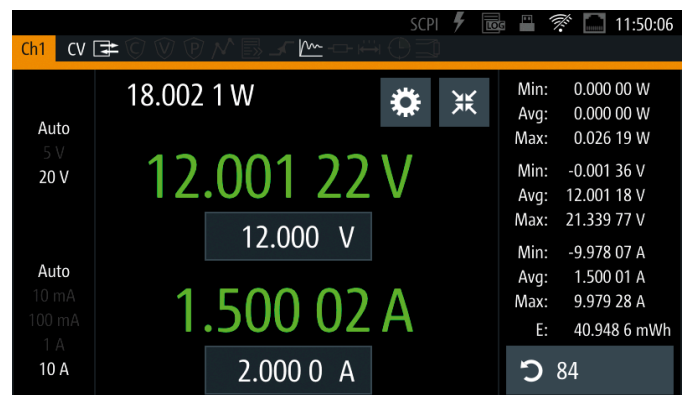 SCPI LOG 11:50:06
Ch1 CV
18.002 1 W
Auto
5 V
20 V
12.001 22 V
12.000 V
Auto
10 mA
100 mA
1 A
10 A
1.500 02 A
2.000 0 A
Min: 0.000 00 W
Avg: 0.000 00 W
Max: 0.026 19 W
Min: -0.001 36 V
Avg: 12.001 18 V
Max: 21.339 77 V
Min: -9.978 07 A
Avg: 1.500 01 A
Max: 9.979 28 A
E: 40.948 6 mWh
84